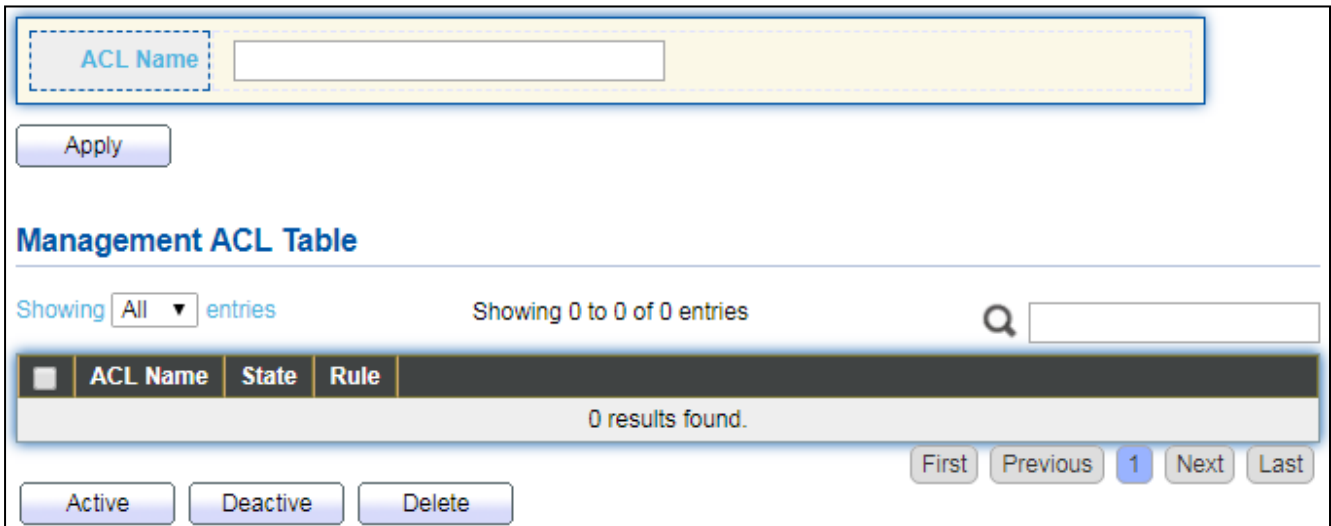 ACL Name
Apply
Management ACL Table
Showing All entries Showing 0 to 0 of 0 entries
ACL Name State Rule
0 results found.
First Previous 1 Next Last
Active Deactive Delete